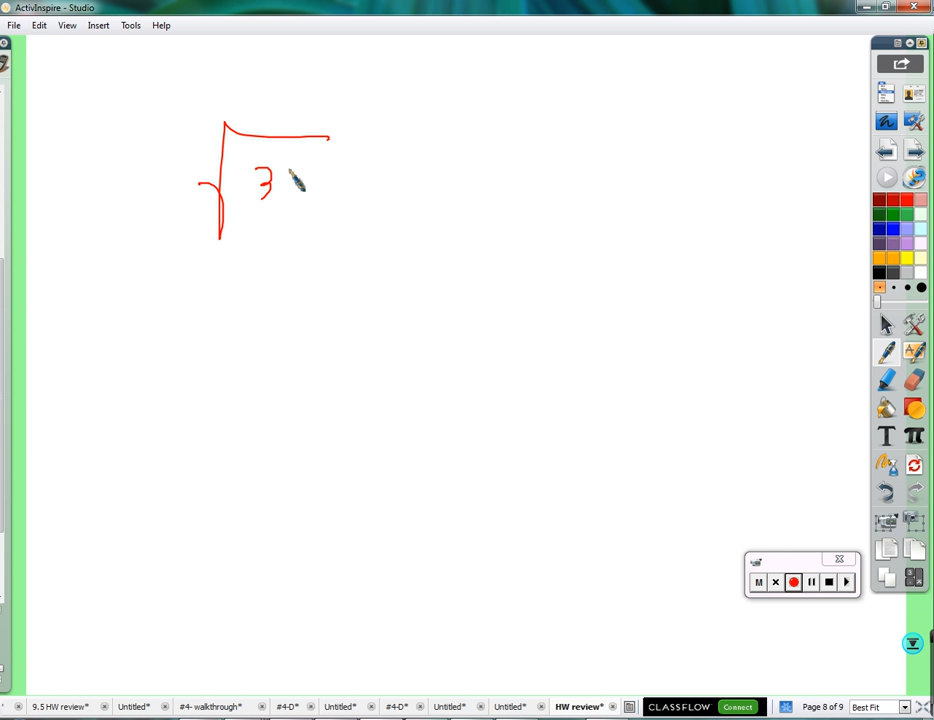 ActivInspire - Studio
File Edit View Insert Tools Help
√3
M
9.5 HW review* Untitled* #4- walkthrough* #4-D* Untitled* #4-D* Untitled* Untitled* HW review* CLASSFLOW Connect Page 8 of 9 Best Fit